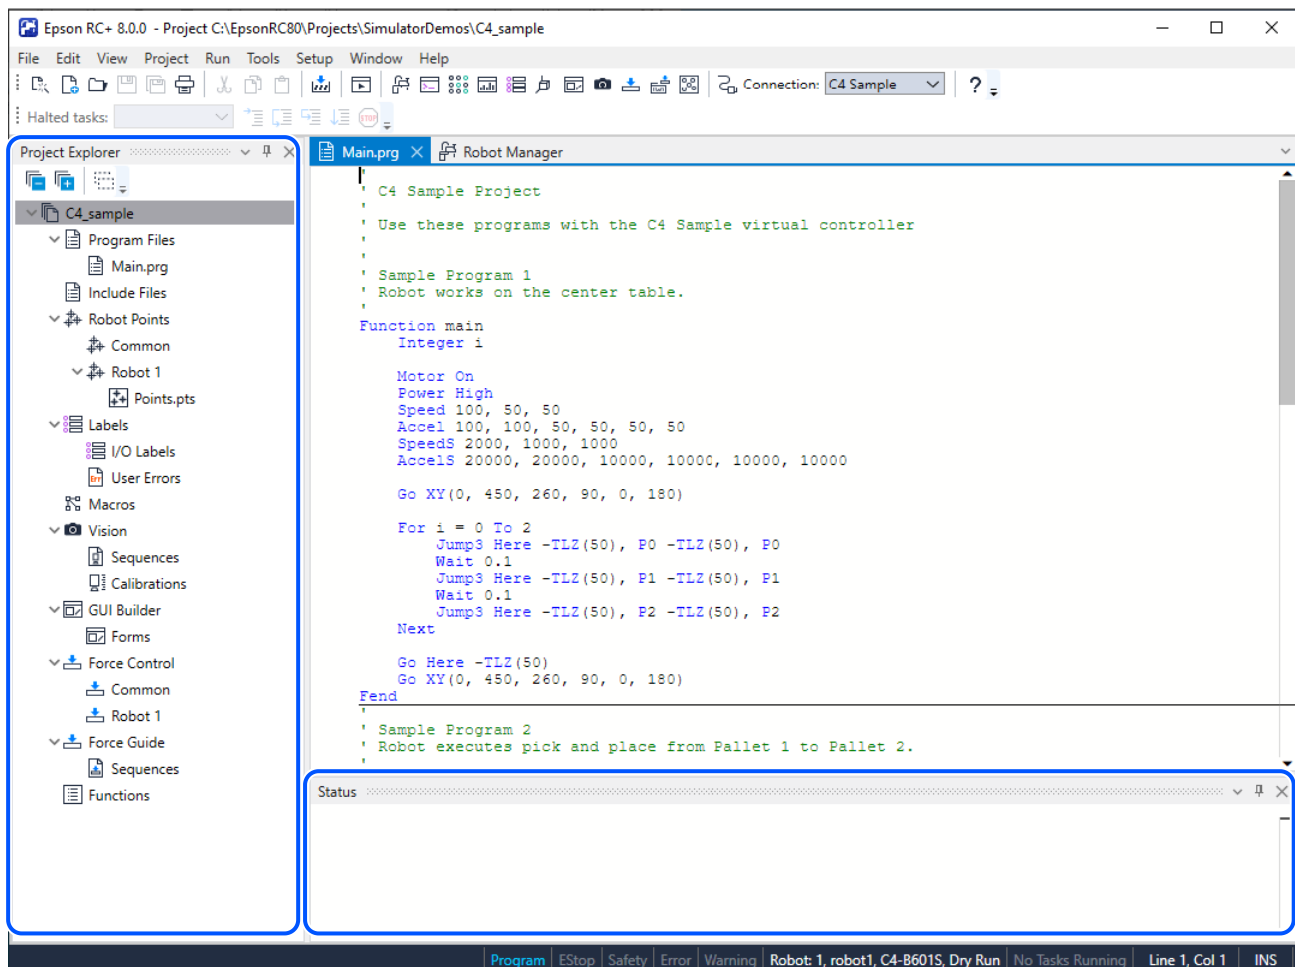 Epson RC+ 8.0.0 - Project C:\EpsonRC80\Projects\SimulatorDemos\C4_sample
File Edit View Project Run Tools Setup Window Help
Connection: C4 Sample ?
Halted tasks: STOP
Project Explorer
C4_sample
Program Files
Main.prg
Include Files
Robot Points
Common
Robot 1
Points.pts
Labels
I/O Labels
Err User Errors
Macros
Vision
Sequences
Calibrations
GUI Builder
Forms
Force Control
Common
Robot 1
Force Guide
Sequences
Functions
Main.prg Robot Manager
'
' C4 Sample Project
'
' Use these programs with the C4 Sample virtual controller
'
'
' Sample Program 1
' Robot works on the center table.
'
Function main
Integer i
Motor On
Power High
Speed 100, 50, 50
Accel 100, 100, 50, 50, 50, 50
SpeedS 2000, 1000, 1000
AccelS 20000, 20000, 10000, 10000, 10000, 10000
Go XY(0, 450, 260, 90, 0, 180)
For i = 0 To 2
Jump3 Here -TLZ(50), P0 -TLZ(50), P0
Wait 0.1
Jump3 Here -TLZ(50), P1 -TLZ(50), P1
Wait 0.1
Jump3 Here -TLZ(50), P2 -TLZ(50), P2
Next
Go Here -TLZ(50)
Go XY(0, 450, 260, 90, 0, 180)
Fend
'
' Sample Program 2
' Robot executes pick and place from Pallet 1 to Pallet 2.
'
Status
Program EStop Safety Error Warning Robot: 1, robot1, C4-B601S, Dry Run No Tasks Running Line 1, Col 1 INS